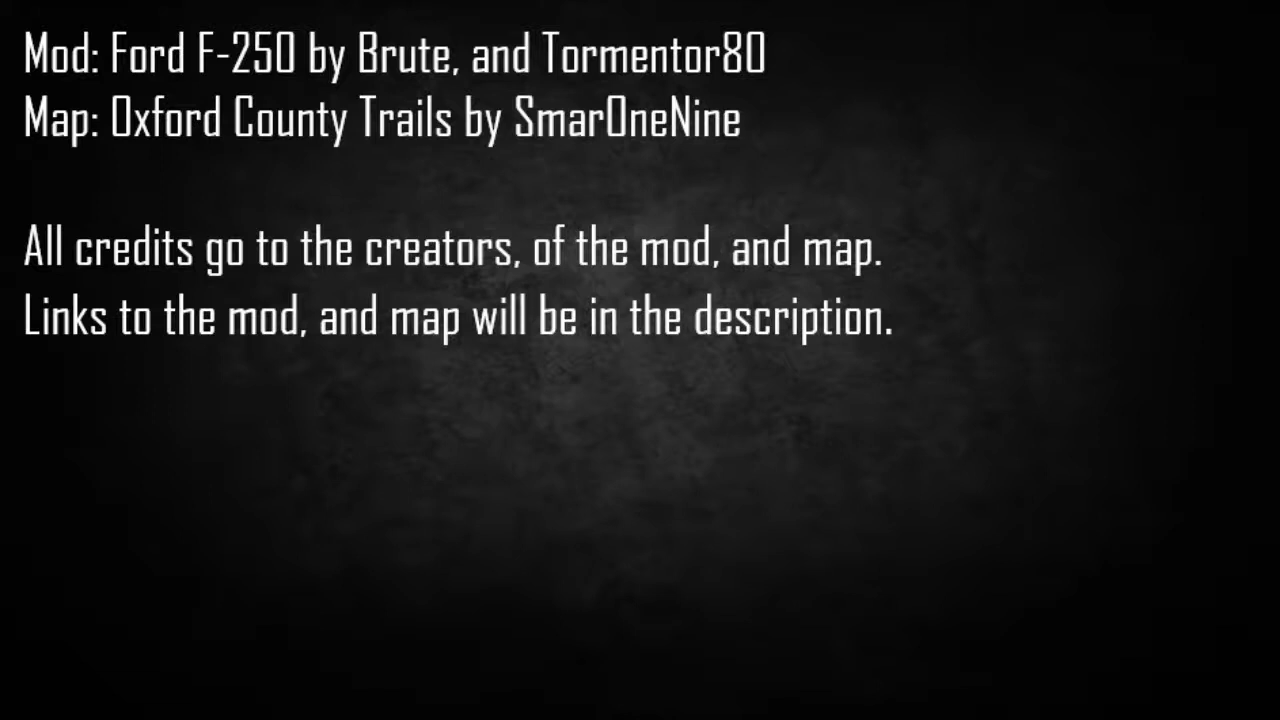 Mod: Ford F-250 by Brute, and Tormentor80
Map: Oxford County Trails by SmarOneNine
All credits go to the creators, of the mod, and map.
Links to the mod, and map will be in the description.